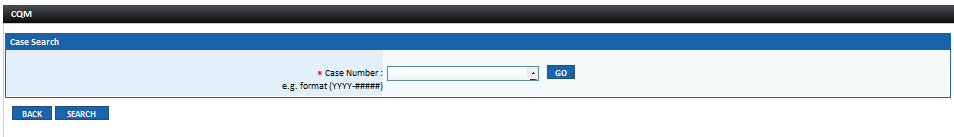 CQM
Case Search
* Case Number :
GO
e.g. format (YYYY-#####)
BACK
SEARCH